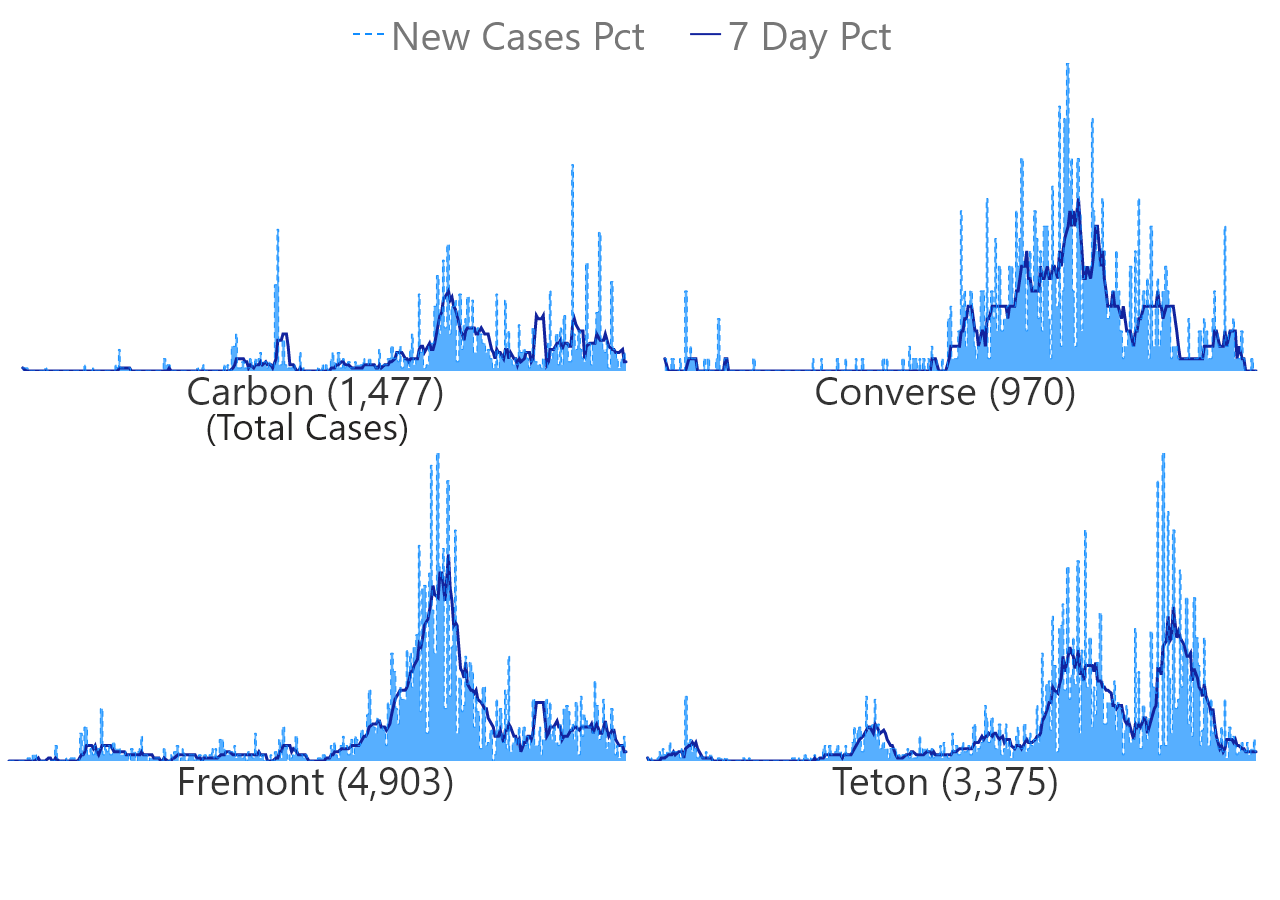 New Cases Pct 7 Day Pct
Carbon (1,477)
(Total Cases)
Converse (970)
Fremont (4,903)
Teton (3,375)